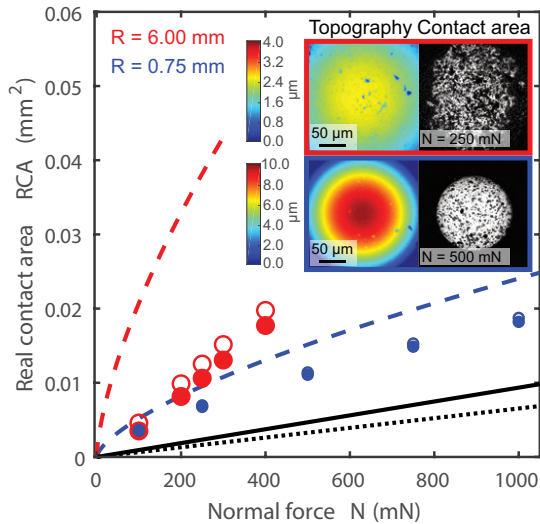 Topography Contact area
R = 6.00 mm
R = 0.75 mm
4.0
3.2
2.4
1.6
0.8
0.0
µm
50 µm
N = 250 mN
10.0
8.0
6.0
4.0
2.0
0.0
µm
50 µm
N = 500 mN
Real contact area RCA (mm²)
0.06
0.05
0.04
0.03
0.02
0.01
0
0
200
400
600
800
1000
Normal force N (mN)